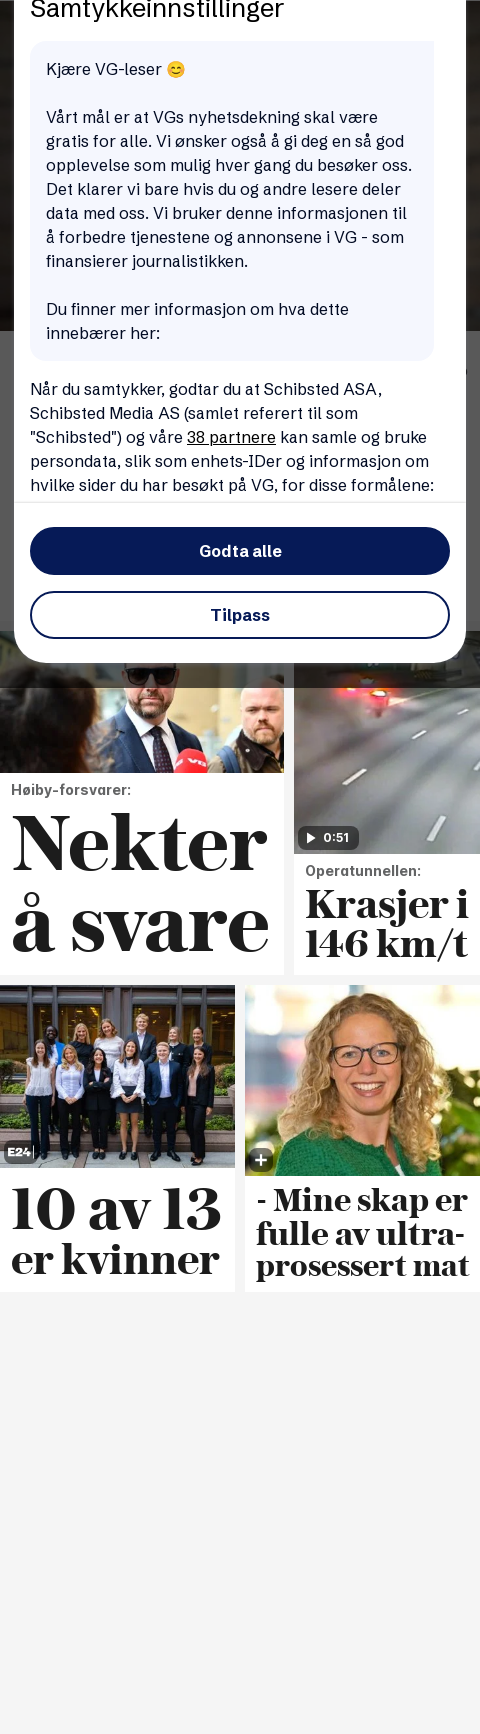 Samtykkeinnstillinger
Kjære VG-leser 😊
Vårt mål er at VGs nyhetsdekning skal være
gratis for alle. Vi ønsker også å gi deg en så god
opplevelse som mulig hver gang du besøker oss.
Det klarer vi bare hvis du og andre lesere deler
data med oss. Vi bruker denne informasjonen til
å forbedre tjenestene og annonsene i VG - som
finansierer journalistikken.
Du finner mer informasjon om hva dette
innebærer her:
Når du samtykker, godtar du at Schibsted ASA,
Schibsted Media AS (samlet referert til som
"Schibsted") og våre 38 partnere kan samle og bruke
persondata, slik som enhets-IDer og informasjon om
hvilke sider du har besøkt på VG, for disse formålene:
Godta alle
Tilpass
VG
0:51
Høiby-forsvarer:
Nekter
å svare
Operatunnellen:
Krasjer i
146 km/t
E24
10 av 13
er kvinner
- Mine skap er
fulle av ultra-
prosessert mat